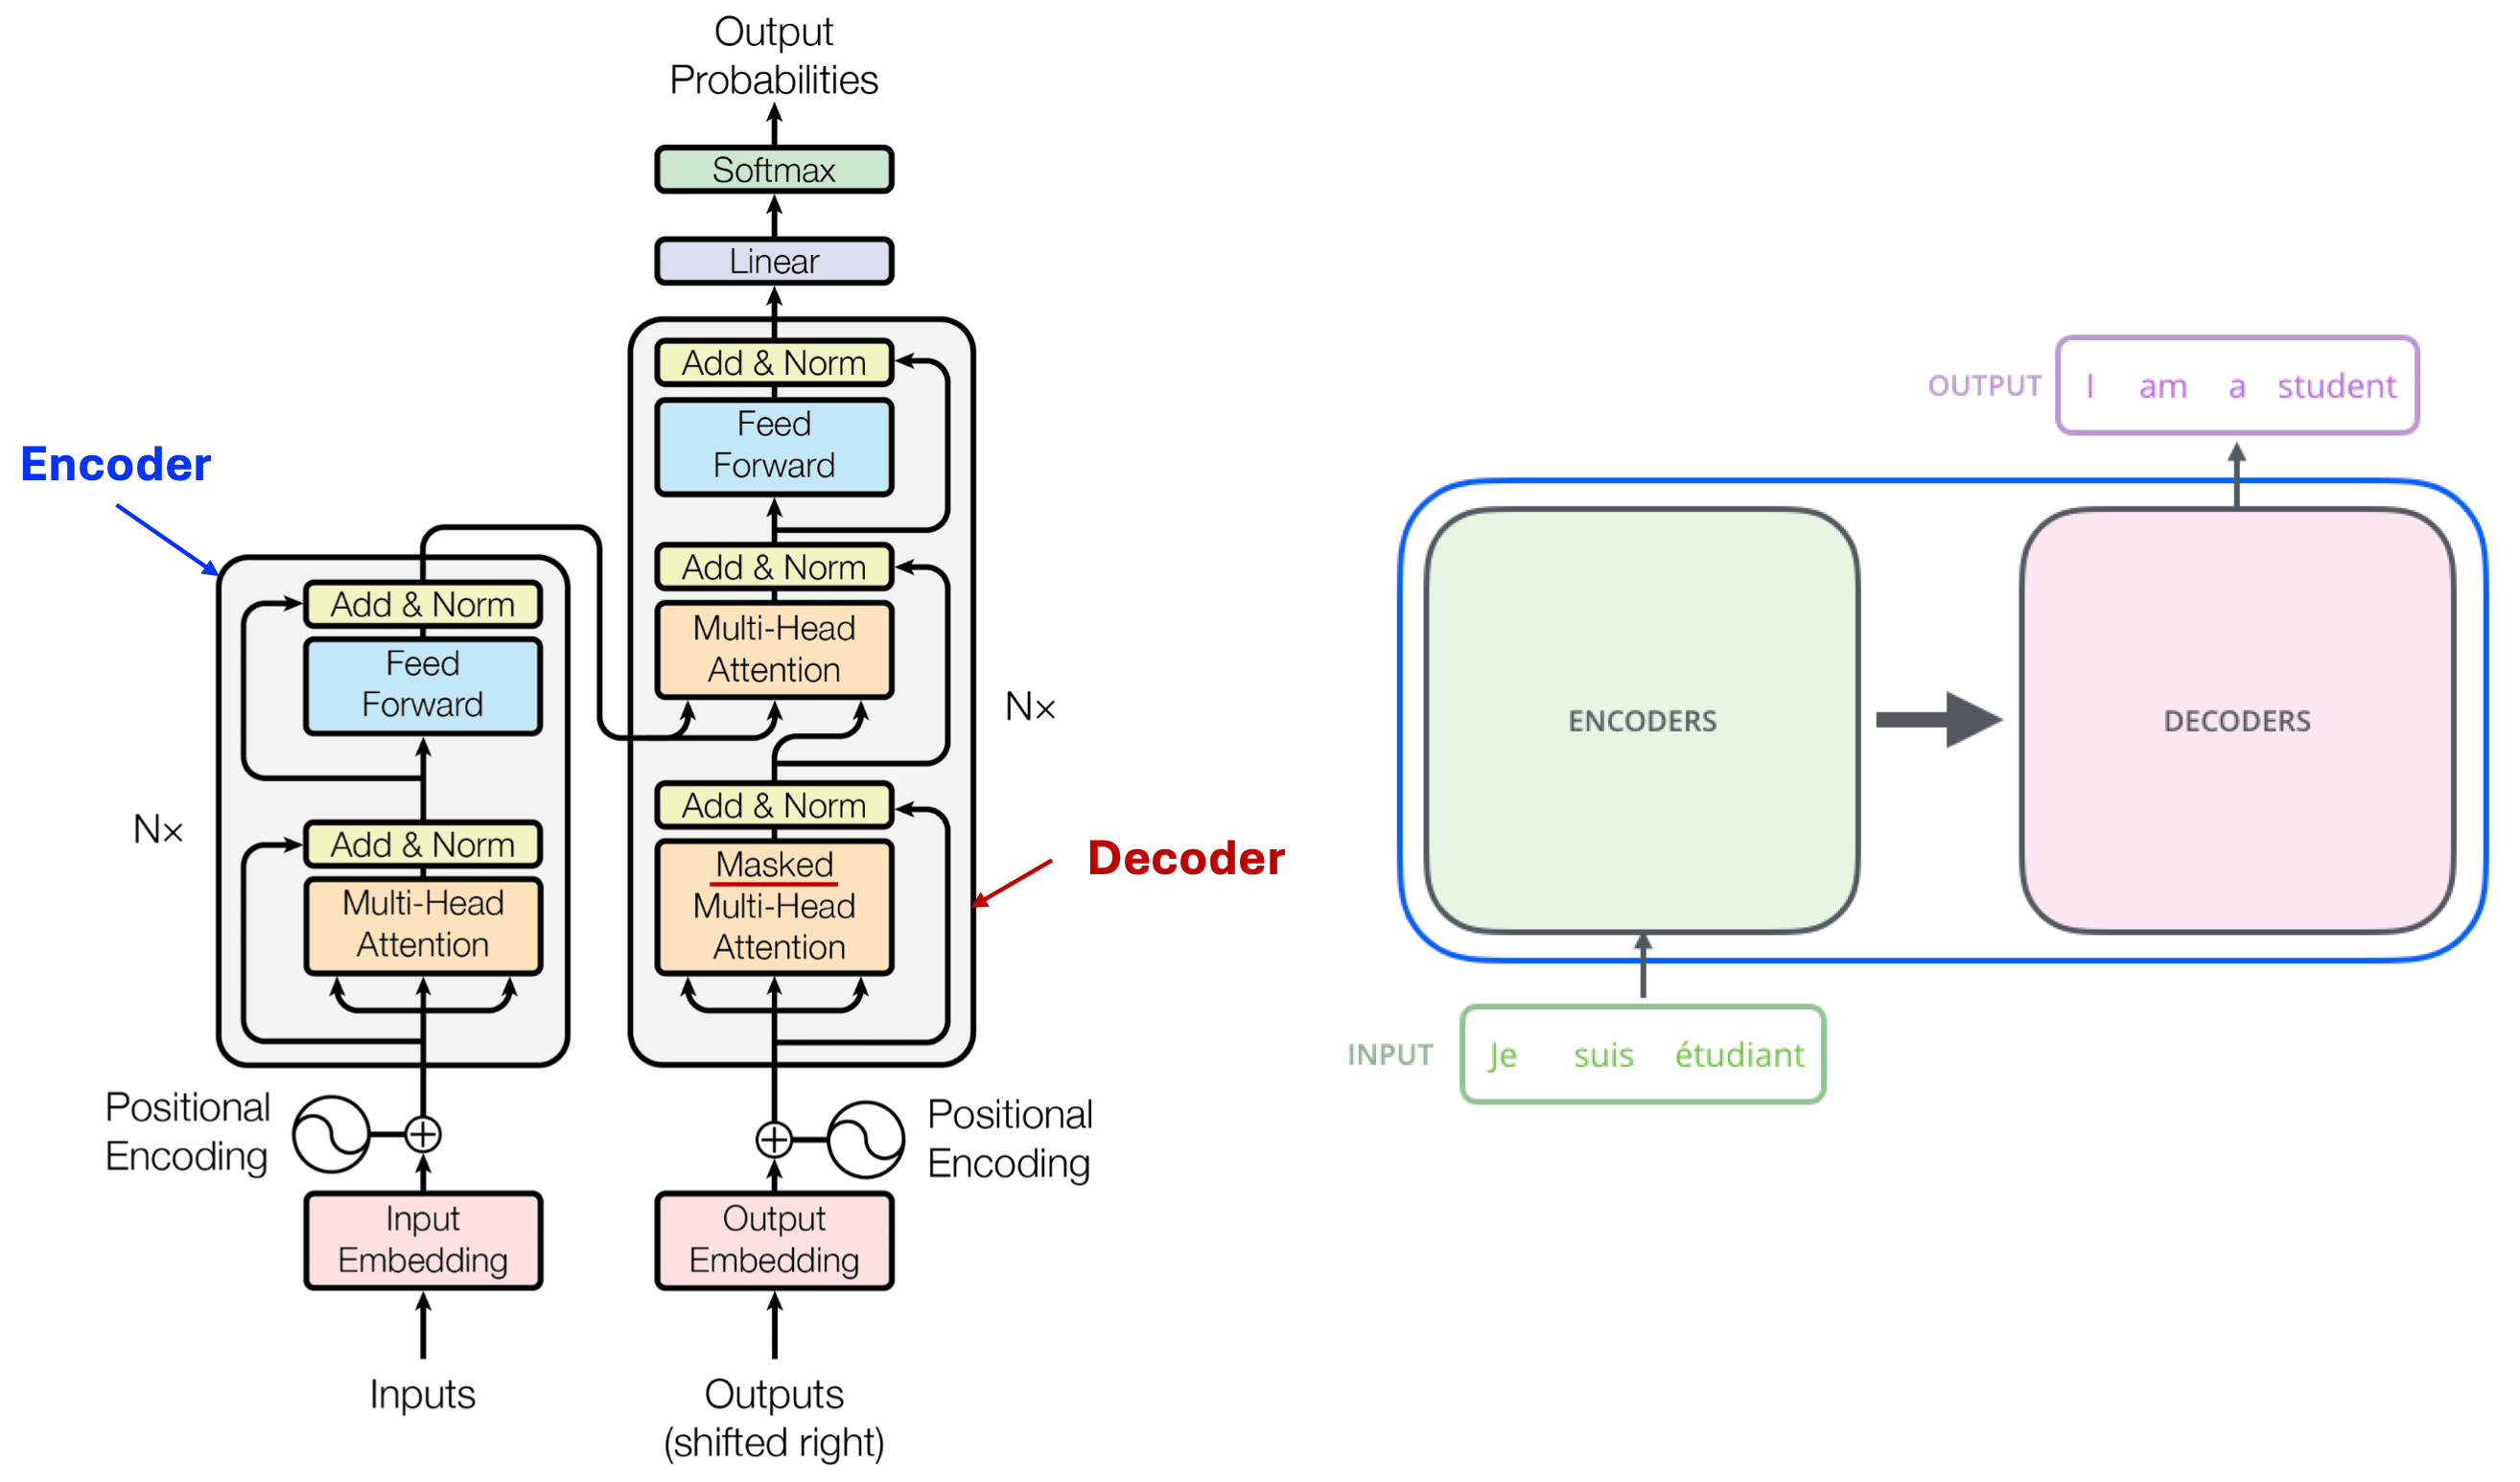 Output
Probabilities
Softmax
Linear
Add & Norm
Feed
Forward
Add & Norm
Multi-Head
Attention
Nx
Add & Norm
Masked
Multi-Head
Attention
Decoder
Positional
Encoding
Output
Embedding
Outputs
(shifted right)
Encoder
Add & Norm
Feed
Forward
Nx
Add & Norm
Multi-Head
Attention
Positional
Encoding
Input
Embedding
Inputs
OUTPUT I am a student
ENCODERS
DECODERS
INPUT Je suis étudiant